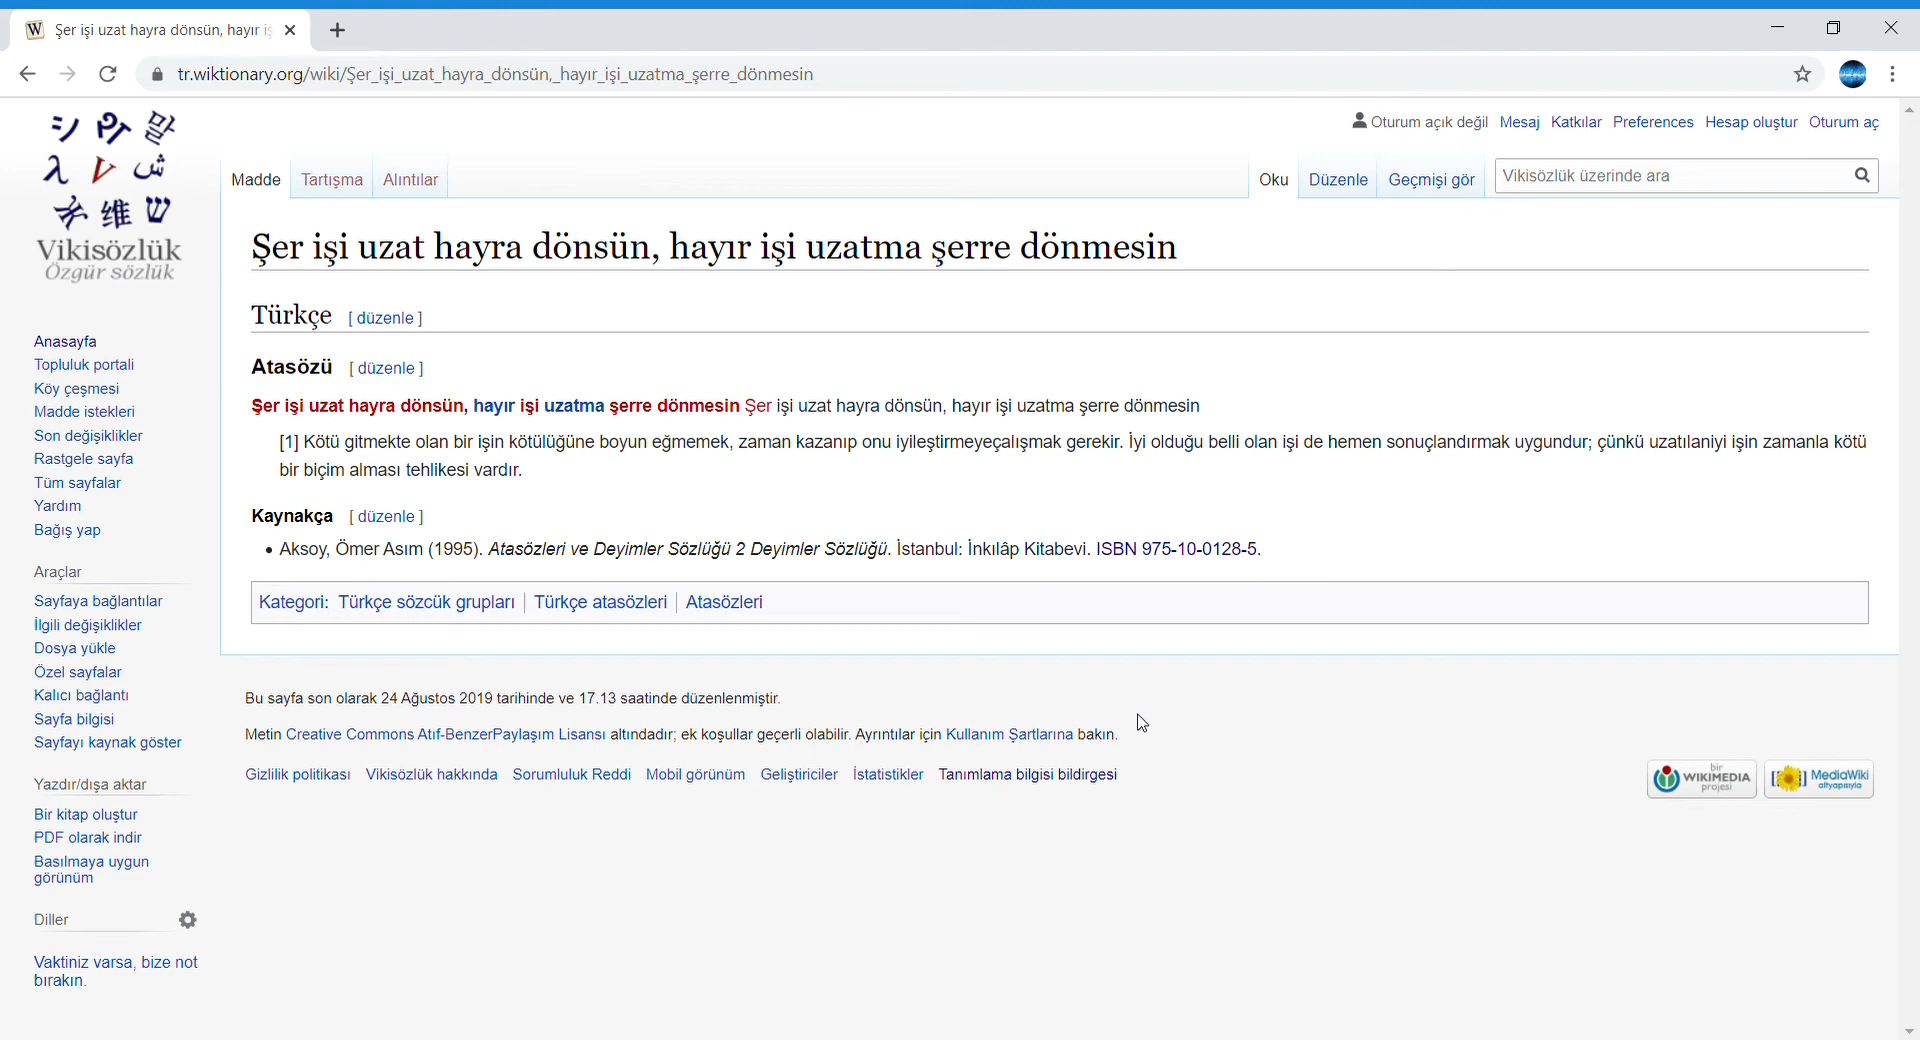 Şer işi uzat hayra dönsün, hayır iş
tr.wiktionary.org/wiki/Şer_işi_uzat_hayra_dönsün,_hayır_işi_uzatma_şerre_dönmesin
Oturum açık değil Mesaj Katkılar Preferences Hesap oluştur Oturum aç
Madde Tartışma Alıntılar Oku Düzenle Geçmişi gör Vikisözlük üzerinde ara
Vikisözlük
Özgür sözlük
Şer işi uzat hayra dönsün, hayır işi uzatma şerre dönmesin
Türkçe [ düzenle ]
Atasözü [ düzenle ]
Şer işi uzat hayra dönsün, hayır işi uzatma şerre dönmesin Şer işi uzat hayra dönsün, hayır işi uzatma şerre dönmesin
[1] Kötü gitmekte olan bir işin kötülüğüne boyun eğmemek, zaman kazanıp onu iyileştirmeyeçalışmak gerekir. İyi olduğu belli olan işi de hemen sonuçlandırmak uygundur; çünkü uzatılaniyi işin zamanla kötü
bir biçim alması tehlikesi vardır.
Kaynakça [ düzenle ]
• Aksoy, Ömer Asım (1995). Atasözleri ve Deyimler Sözlüğü 2 Deyimler Sözlüğü. İstanbul: İnkılâp Kitabevi. ISBN 975-10-0128-5.
Kategori: Türkçe sözcük grupları | Türkçe atasözleri | Atasözleri
Bu sayfa son olarak 24 Ağustos 2019 tarihinde ve 17.13 saatinde düzenlenmiştir.
Metin Creative Commons Atıf-BenzerPaylaşım Lisansı altındadır; ek koşullar geçerli olabilir. Ayrıntılar için Kullanım Şartlarına bakın.
Gizlilik politikası Vikisözlük hakkında Sorumluluk Reddi Mobil görünüm Geliştiriciler İstatistikler Tanımlama bilgisi bildirgesi
bir
WIKIMEDIA
projesi
MediaWiki
altyapısıyla
Anasayfa
Topluluk portali
Köy çeşmesi
Madde istekleri
Son değişiklikler
Rastgele sayfa
Tüm sayfalar
Yardım
Bağış yap
Araçlar
Sayfaya bağlantılar
İlgili değişiklikler
Dosya yükle
Özel sayfalar
Kalıcı bağlantı
Sayfa bilgisi
Sayfayı kaynak göster
Yazdır/dışa aktar
Bir kitap oluştur
PDF olarak indir
Basılmaya uygun
görünüm
Diller
Vaktiniz varsa, bize not
bırakın.